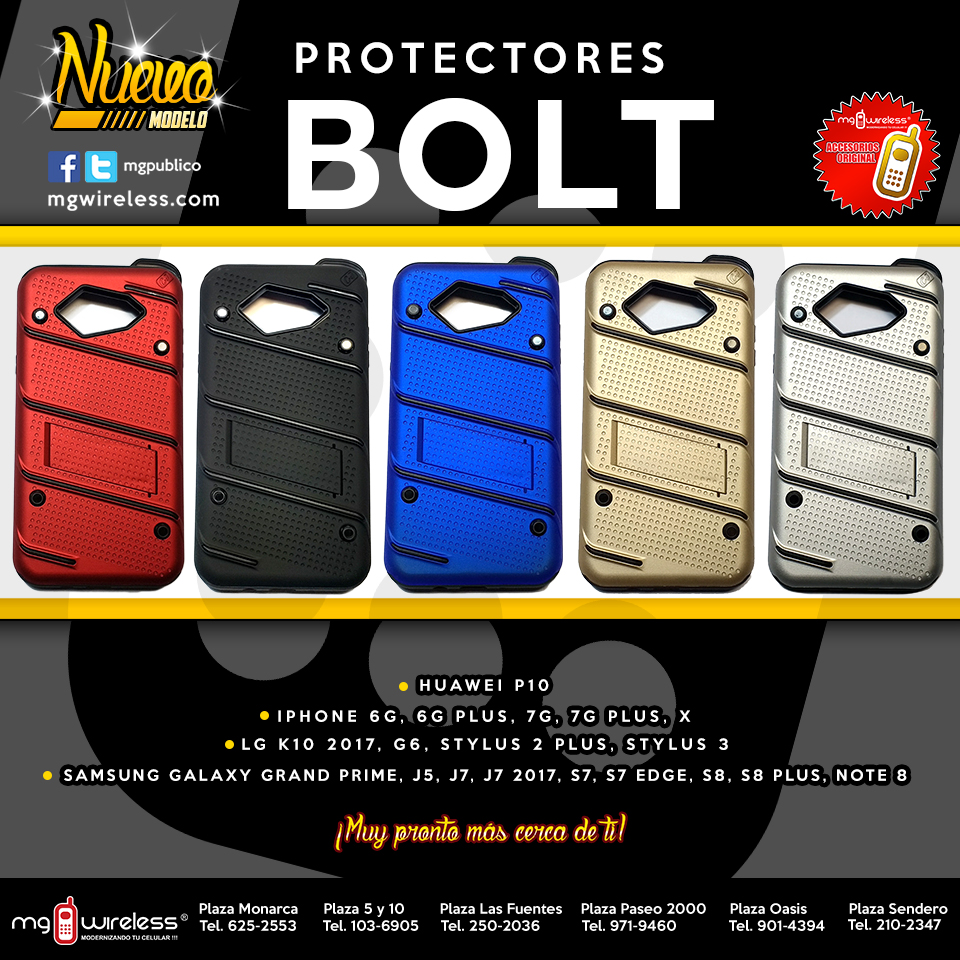 Nuevo
MODELO
mgpublico
mgwireless.com
PROTECTORES
BOLT
mg wireless®
MODERNIZANDO TU CELULAR !!!
ACCESORIOS
ORIGINAL
HUAWEI P10
IPHONE 6G, 6G PLUS, 7G, 7G PLUS, X
LG K10 2017, G6, STYLUS 2 PLUS, STYLUS 3
SAMSUNG GALAXY GRAND PRIME, J5, J7, J7 2017, S7, S7 EDGE, S8, S8 PLUS, NOTE 8
¡Muy pronto más cerca de ti!
mg wireless®
MODERNIZANDO TU CELULAR !!!
Plaza Monarca
Tel. 625-2553
Plaza 5 y 10
Tel. 103-6905
Plaza Las Fuentes
Tel. 250-2036
Plaza Paseo 2000
Tel. 971-9460
Plaza Oasis
Tel. 901-4394
Plaza Sendero
Tel. 210-2347